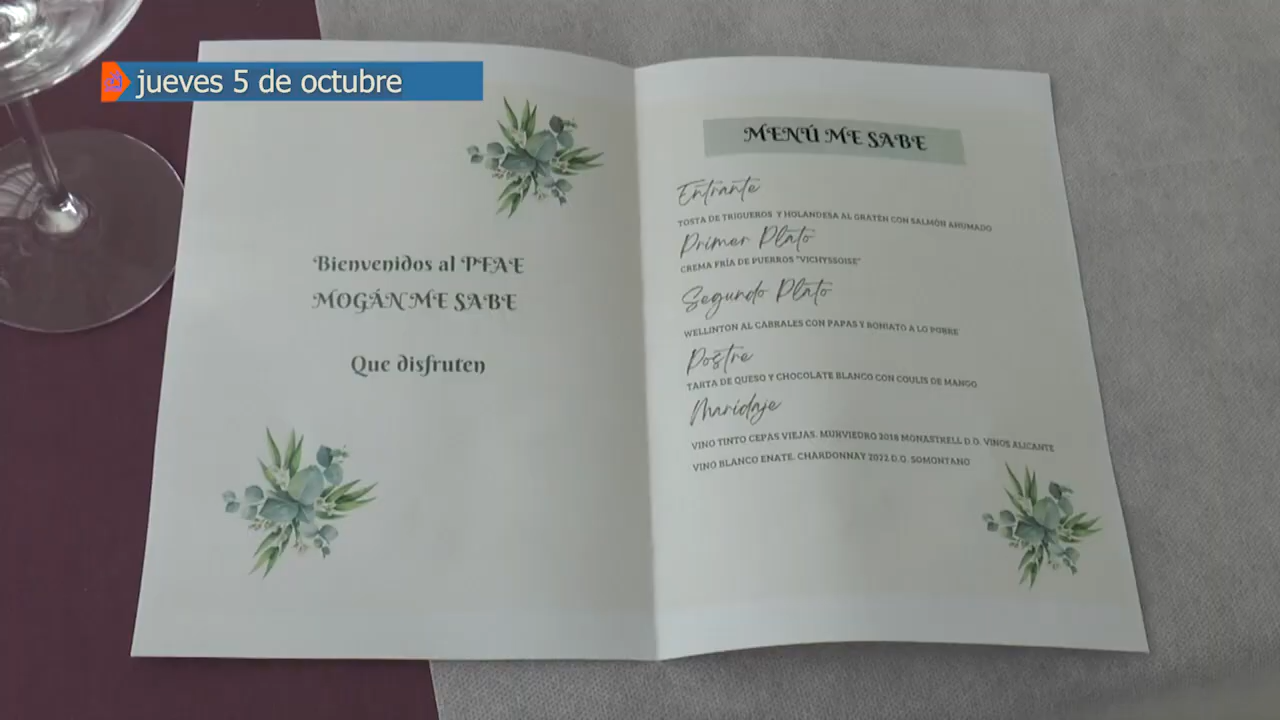 jueves 5 de octubre
Bienvenidos al PFAE
MOGÁN ME SABE
Que disfruten
MENÚ ME SABE
Entrante
TOSTA DE TRIGUEROS Y HOLANDESA AL GRATÉN CON SALMÓN AHUMADO
Primer Plato
CREMA FRÍA DE PUERROS "VICHYSSOISE"
Segundo Plato
WELLINTON AL CABRALES CON PAPAS Y BONIATO A LO POBRE
Postre
TARTA DE QUESO Y CHOCOLATE BLANCO CON COULIS DE MANGO
Maridaje
VINO TINTO CEPAS VIEJAS. MURVIEDRO 2018 MONASTRELL D.O. VINOS ALICANTE
VINO BLANCO ENATE. CHARDONNAY 2022 D.O. SOMONTANO